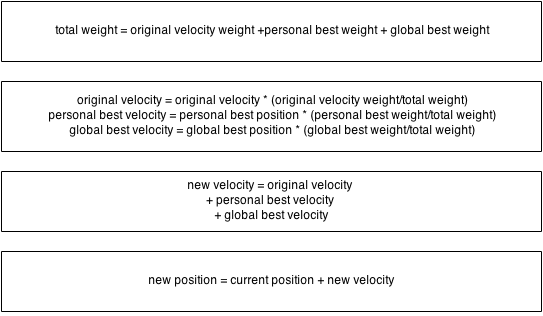 total weight = original velocity weight +personal best weight + global best weight
original velocity = original velocity * (original velocity weight/total weight)
personal best velocity = personal best position * (personal best weight/total weight)
global best velocity = global best position * (global best weight/total weight)
new velocity = original velocity
+ personal best velocity
+ global best velocity
new position = current position + new velocity